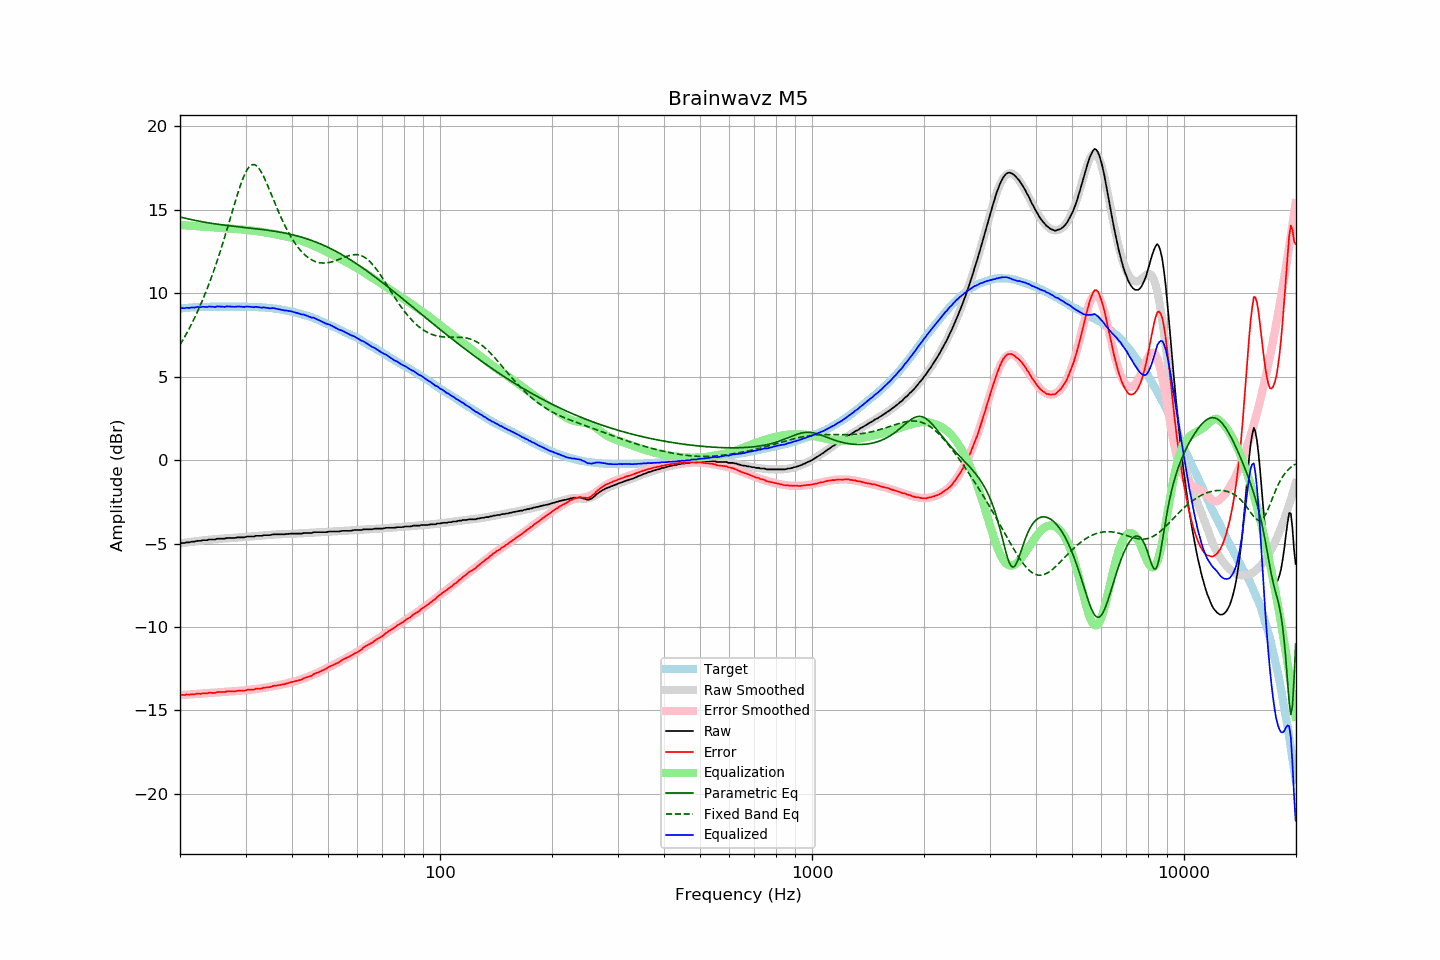 Brainwavz M5
20
15
10
5
0
−5
−10
−15
−20
Amplitude (dBr)
100
1000
10000
Frequency (Hz)
Target
Raw Smoothed
Error Smoothed
Raw
Error
Equalization
Parametric Eq
Fixed Band Eq
Equalized